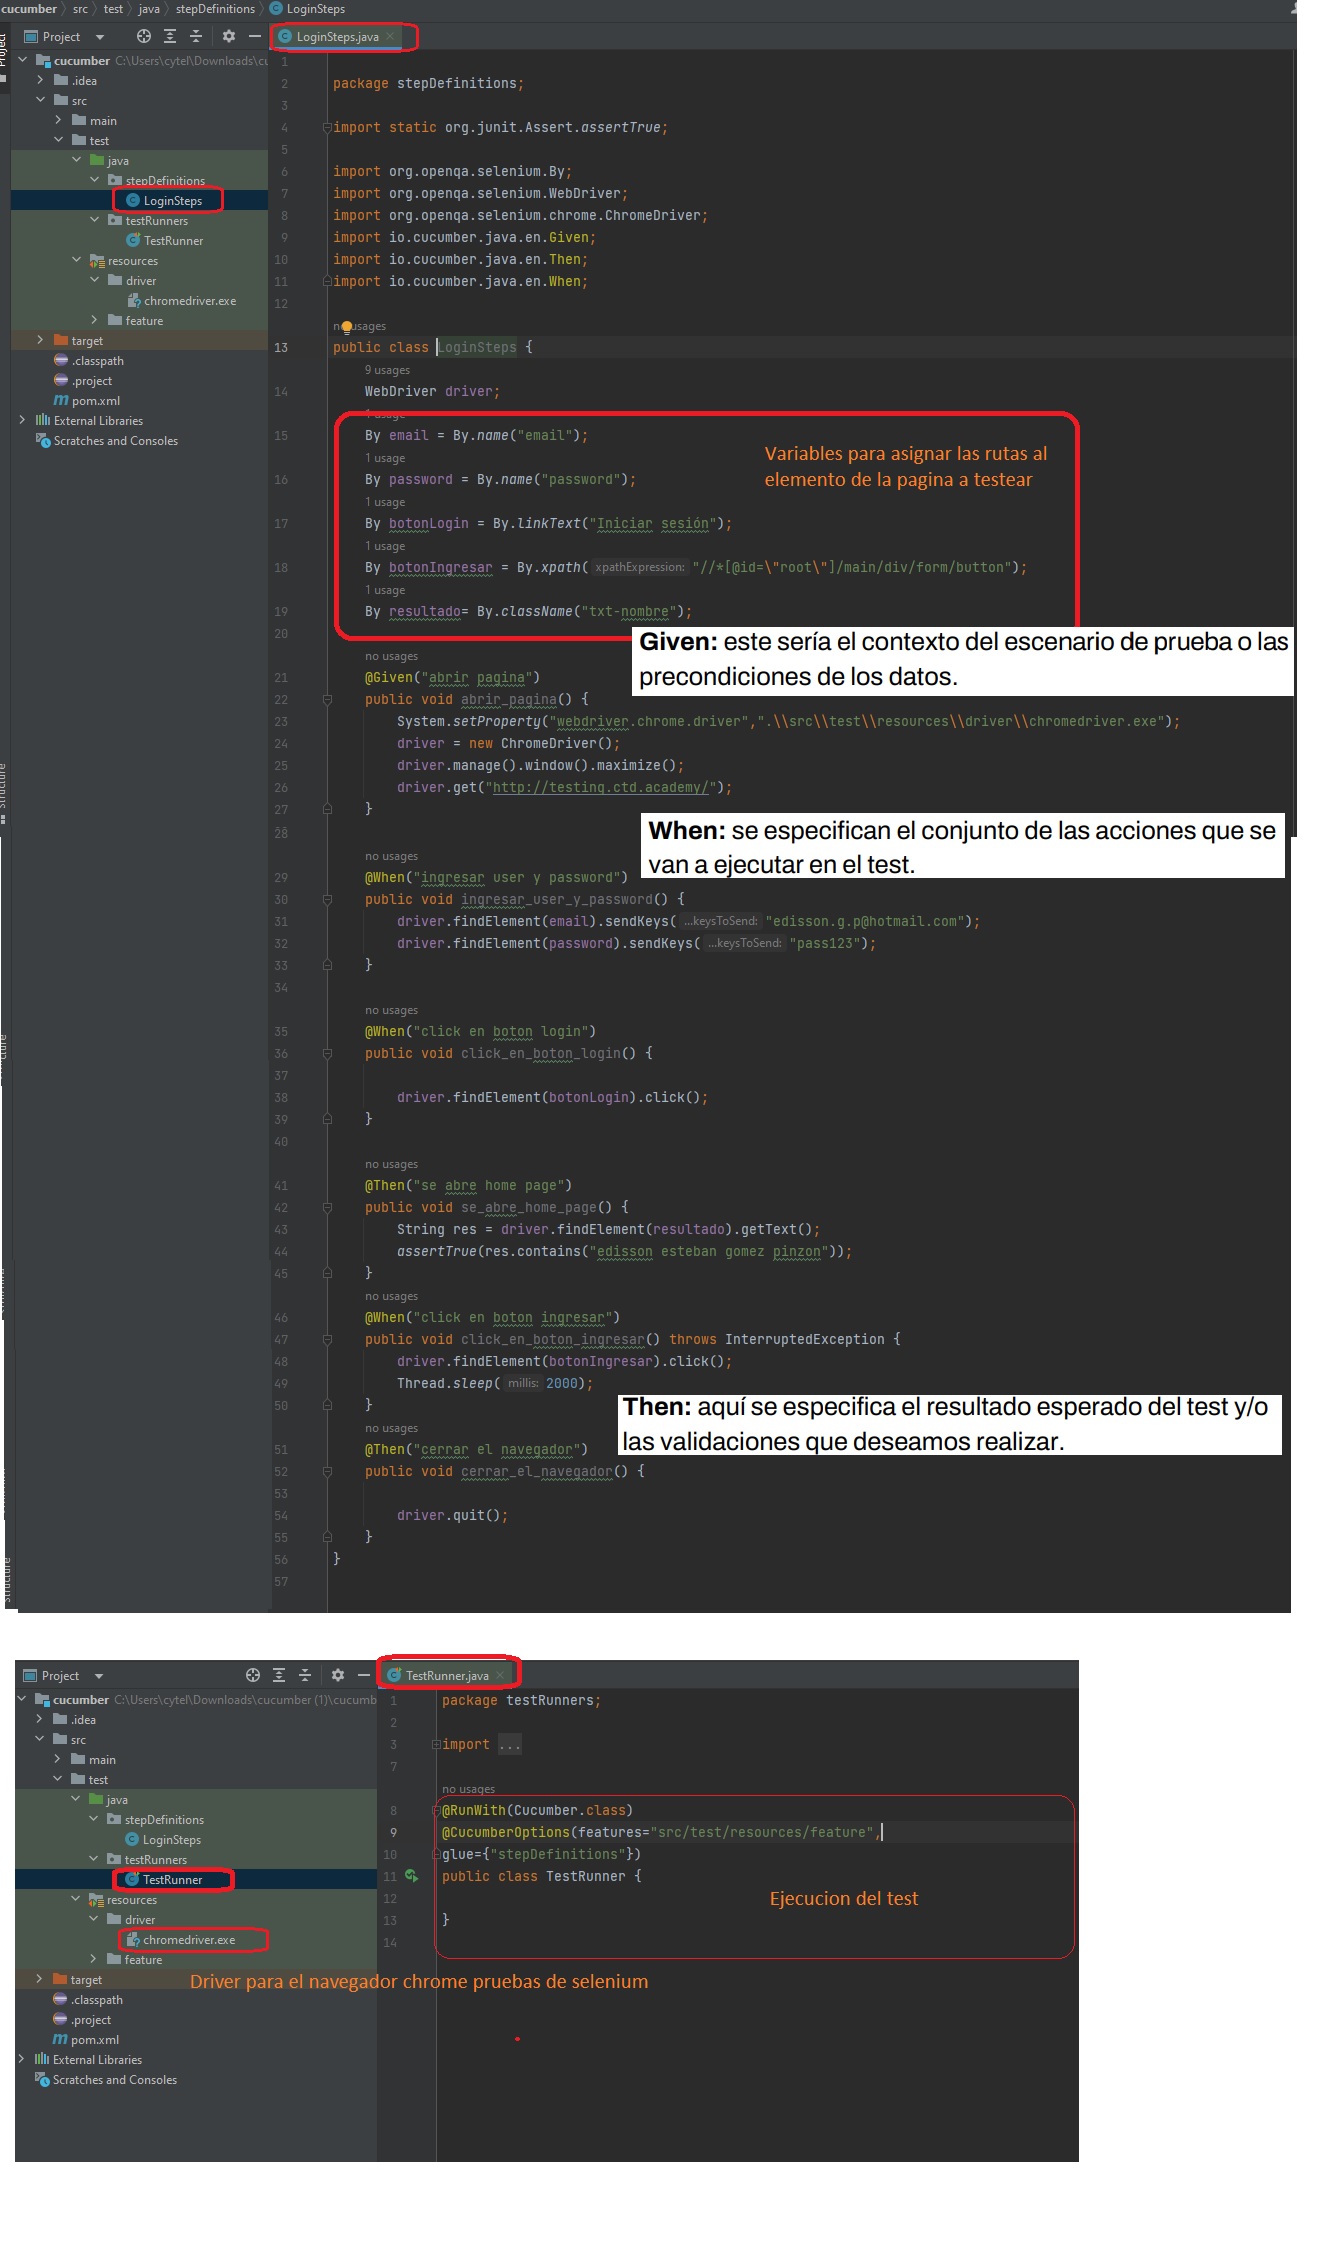 cucumber src test java stepDefinitions LoginSteps
Project
LoginSteps.java
Project
cucumber C:\Users\cytel\Downloads\cu
.idea
src
main
test
java
stepDefinitions
LoginSteps
testRunners
TestRunner
resources
driver
chromedriver.exe
feature
target
.classpath
.project
pom.xml
External Libraries
Scratches and Consoles
1
2 package stepDefinitions;
3
4 import static org.junit.Assert.assertTrue;
5
6 import org.openqa.selenium.By;
7 import org.openqa.selenium.WebDriver;
8 import org.openqa.selenium.chrome.ChromeDriver;
9 import io.cucumber.java.en.Given;
10 import io.cucumber.java.en.Then;
11 import io.cucumber.java.en.When;
12
no usages
13 public class LoginSteps {
9 usages
14 WebDriver driver;
1 usage
15 By email = By.name("email");
1 usage
16 By password = By.name("password");
1 usage
17 By botonLogin = By.linkText("Iniciar sesión");
1 usage
18 By botonIngresar = By.xpath( xpathExpression: "//*[@id=\"root\"]/main/div/form/button");
1 usage
19 By resultado= By.className("txt-nombre");
20
Variables para asignar las rutas al
elemento de la pagina a testear
Given: este sería el contexto del escenario de prueba o las
precondiciones de los datos.
no usages
21 @Given("abrir pagina")
22 public void abrir_pagina() {
23 System.setProperty("webdriver.chrome.driver",".\\src\\test\\resources\\driver\\chromedriver.exe");
24 driver = new ChromeDriver();
25 driver.manage().window().maximize();
26 driver.get("http://testing.ctd.academy/");
27 }
28
When: se especifican el conjunto de las acciones que se
van a ejecutar en el test.
no usages
29 @When("ingresar user y password")
30 public void ingresar_user_y_password() {
31 driver.findElement(email).sendKeys( ...keysToSend: "edisson.g.p@hotmail.com");
32 driver.findElement(password).sendKeys( ...keysToSend: "pass123");
33 }
34
no usages
35 @When("click en boton login")
36 public void click_en_boton_login() {
37
38 driver.findElement(botonLogin).click();
39 }
40
no usages
41 @Then("se abre home page")
42 public void se_abre_home_page() {
43 String res = driver.findElement(resultado).getText();
44 assertTrue(res.contains("edisson esteban gomez pinzon"));
45 }
no usages
46 @When("click en boton ingresar")
47 public void click_en_boton_ingresar() throws InterruptedException {
48 driver.findElement(botonIngresar).click();
49 Thread.sleep( millis: 2000);
50 }
Then: aquí se especifica el resultado esperado del test y/o
las validaciones que deseamos realizar.
no usages
51 @Then("cerrar el navegador")
52 public void cerrar_el_navegador() {
53
54 driver.quit();
55 }
56 }
57
Project
TestRunner.java
cucumber C:\Users\cytel\Downloads\cucumber (1)\cucumb
.idea
src
main
test
java
stepDefinitions
LoginSteps
testRunners
TestRunner
resources
driver
chromedriver.exe
feature
target
.classpath
.project
pom.xml
External Libraries
Scratches and Consoles
1 package testRunners;
2
3 import ...
7
no usages
8 @RunWith(Cucumber.class)
9 @CucumberOptions(features="src/test/resources/feature",
10 glue={"stepDefinitions"})
11 public class TestRunner {
12
13 }
14
Ejecucion del test
Driver para el navegador chrome pruebas de selenium